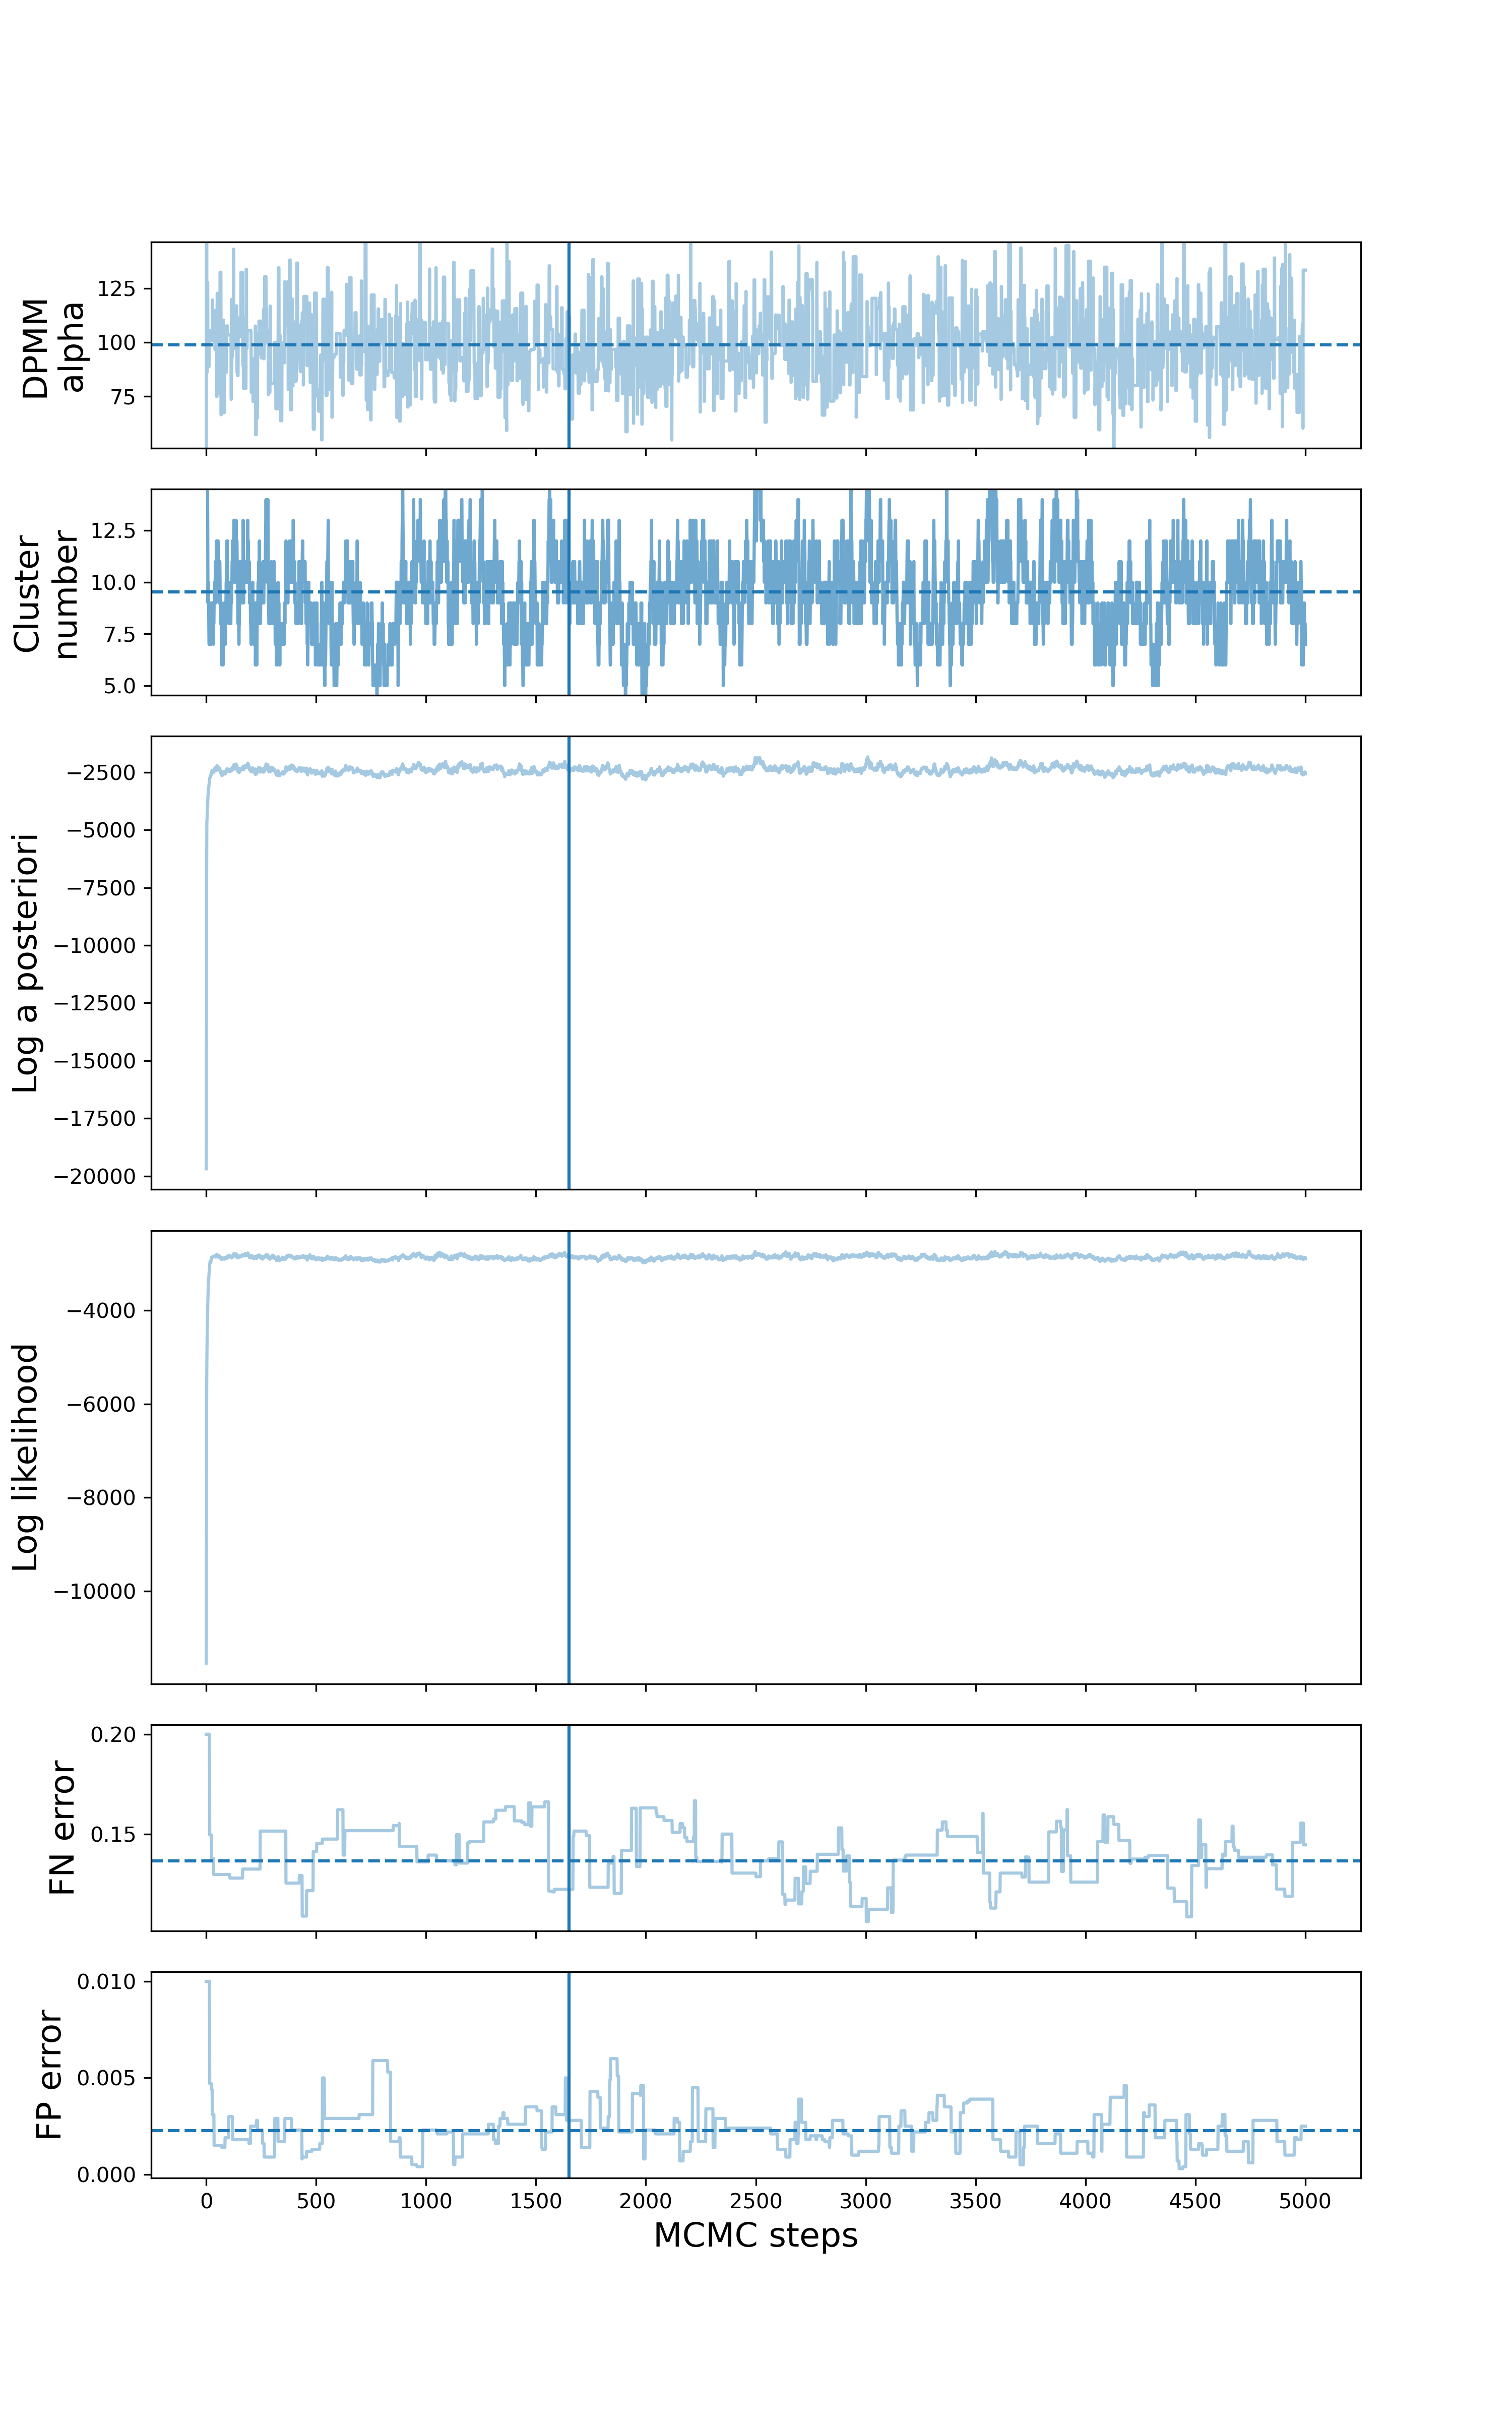 DPMM
alpha
125
100
75
Cluster
number
12.5
10.0
7.5
5.0
Log a posteriori
−2500
−5000
−7500
−10000
−12500
−15000
−17500
−20000
Log likelihood
−4000
−6000
−8000
−10000
FN error
0.20
0.15
FP error
0.010
0.005
0.000
0 500 1000 1500 2000 2500 3000 3500 4000 4500 5000
MCMC steps